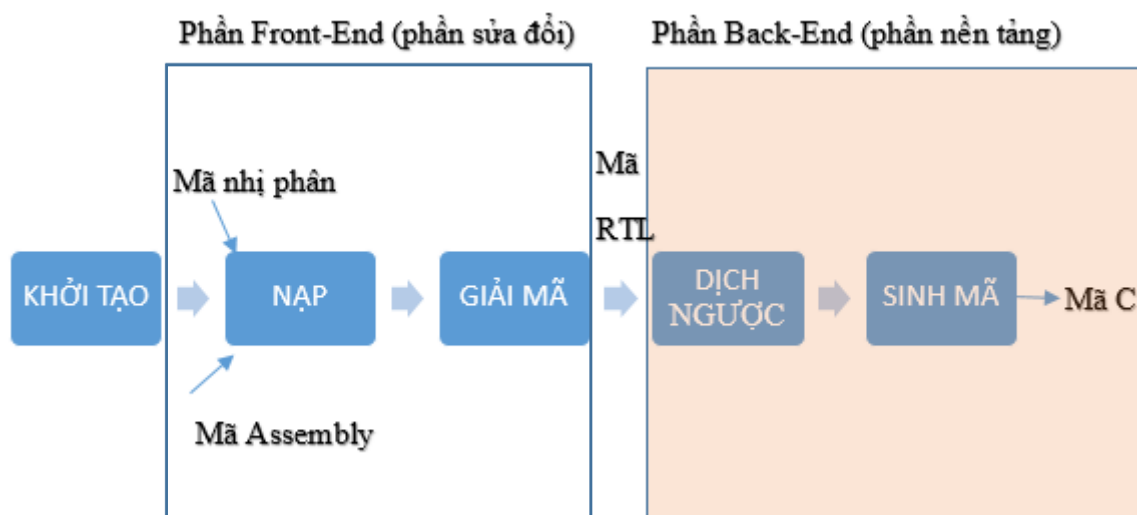 Phần Front-End (phần sửa đổi)
Phần Back-End (phần nền tảng)
Mã nhị phân
Mã
RTL
KHỞI TẠO
NẠP
GIẢI MÃ
DỊCH
NGƯỢC
SINH MÃ
Mã C
Mã Assembly